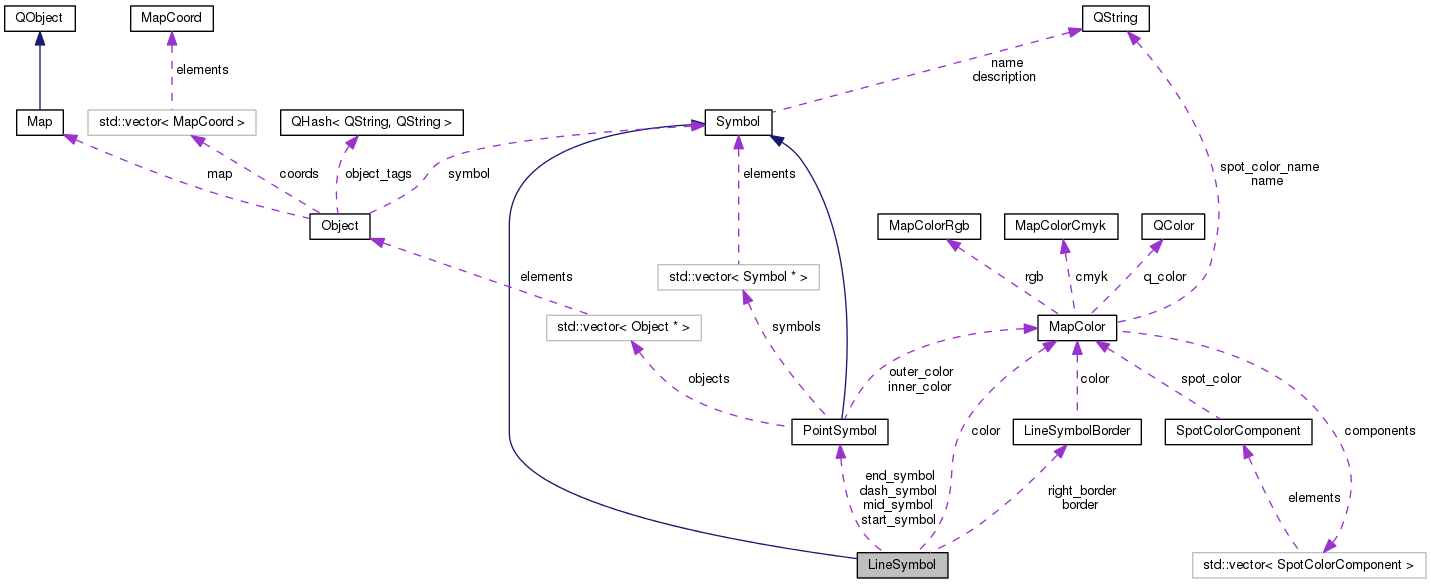 QObject
MapCoord
QString
elements
name
description
Map
std::vector< MapCoord >
QHash< QString, QString >
Symbol
map
coords
object_tags
symbol
elements
spot_color_name
name
Object
MapColorRgb
MapColorCmyk
QColor
elements
std::vector< Symbol * >
rgb
cmyk
q_color
std::vector< Object * >
symbols
MapColor
objects
outer_color
inner_color
color
spot_color
PointSymbol
color
LineSymbolBorder
SpotColorComponent
components
end_symbol
dash_symbol
mid_symbol
start_symbol
right_border
border
elements
LineSymbol
std::vector< SpotColorComponent >